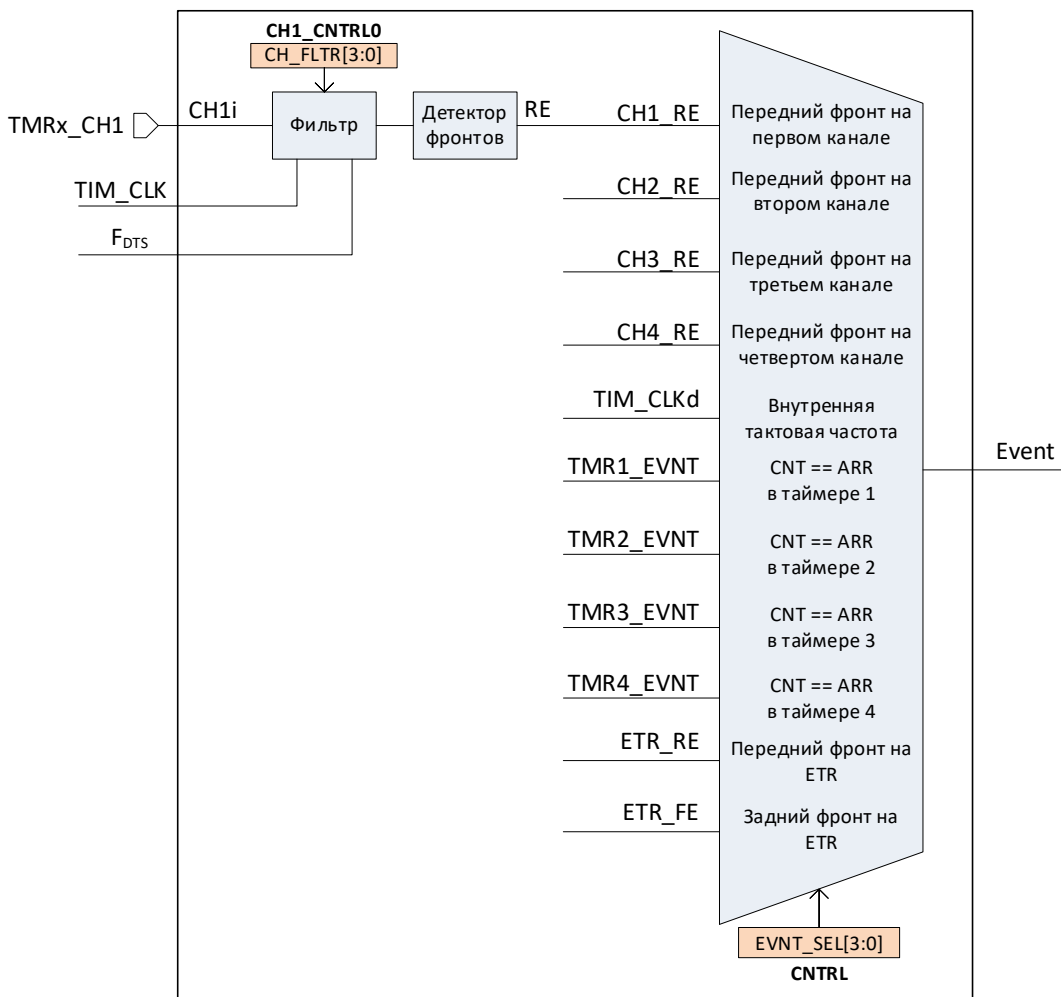 CH1_CNTRL0
CH_FLTR[3:0]
TMRx_CH1
CH1i
Фильтр
Детектор
фронтов
RE
TIM_CLK
FDTS
CH1_RE
Передний фронт на
первом канале
CH2_RE
Передний фронт на
втором канале
CH3_RE
Передний фронт на
третьем канале
CH4_RE
Передний фронт на
четвертом канале
TIM_CLKd
Внутренняя
тактовая частота
TMR1_EVNT
CNT == ARR
в таймере 1
TMR2_EVNT
CNT == ARR
в таймере 2
TMR3_EVNT
CNT == ARR
в таймере 3
TMR4_EVNT
CNT == ARR
в таймере 4
ETR_RE
Передний фронт на
ETR
ETR_FE
Задний фронт на
ETR
Event
EVNT_SEL[3:0]
CNTRL